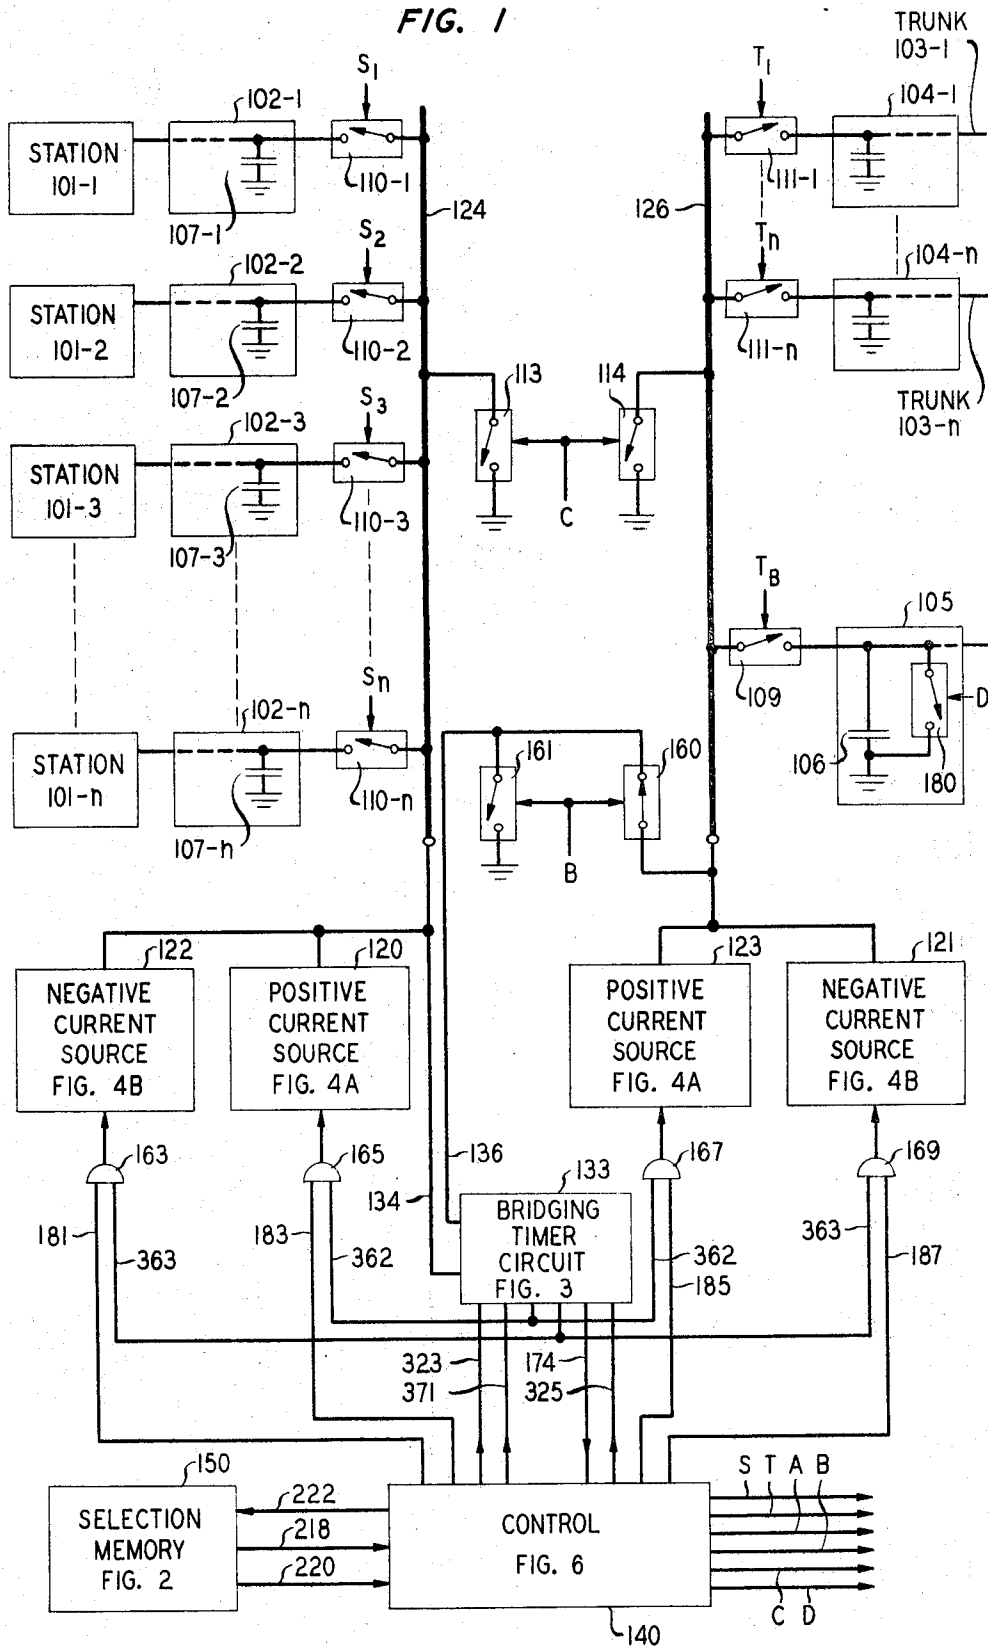 FIG. 1
TRUNK
103-1
S1
T1
102-1
104-1
STATION
101-1
110-1
111-1
107-1
124
126
S2
Tn
102-2
104-n
STATION
101-2
110-2
111-n
107-2
113
114
S3
TRUNK
103-n
102-3
STATION
101-3
110-3
C
107-3
TB
105
109
D
Sn
102-n
161
160
106
180
STATION
101-n
110-n
107-n
B
122
120
123
121
NEGATIVE
CURRENT
SOURCE
FIG. 4B
POSITIVE
CURRENT
SOURCE
FIG. 4A
POSITIVE
CURRENT
SOURCE
FIG. 4A
NEGATIVE
CURRENT
SOURCE
FIG. 4B
163
165
136
133
167
169
134
BRIDGING
TIMER
CIRCUIT
FIG. 3
181
363
183
362
362
185
363
187
323
371
174
325
150
S T A B
222
SELECTION
MEMORY
FIG. 2
218
220
CONTROL
FIG. 6
C D
140